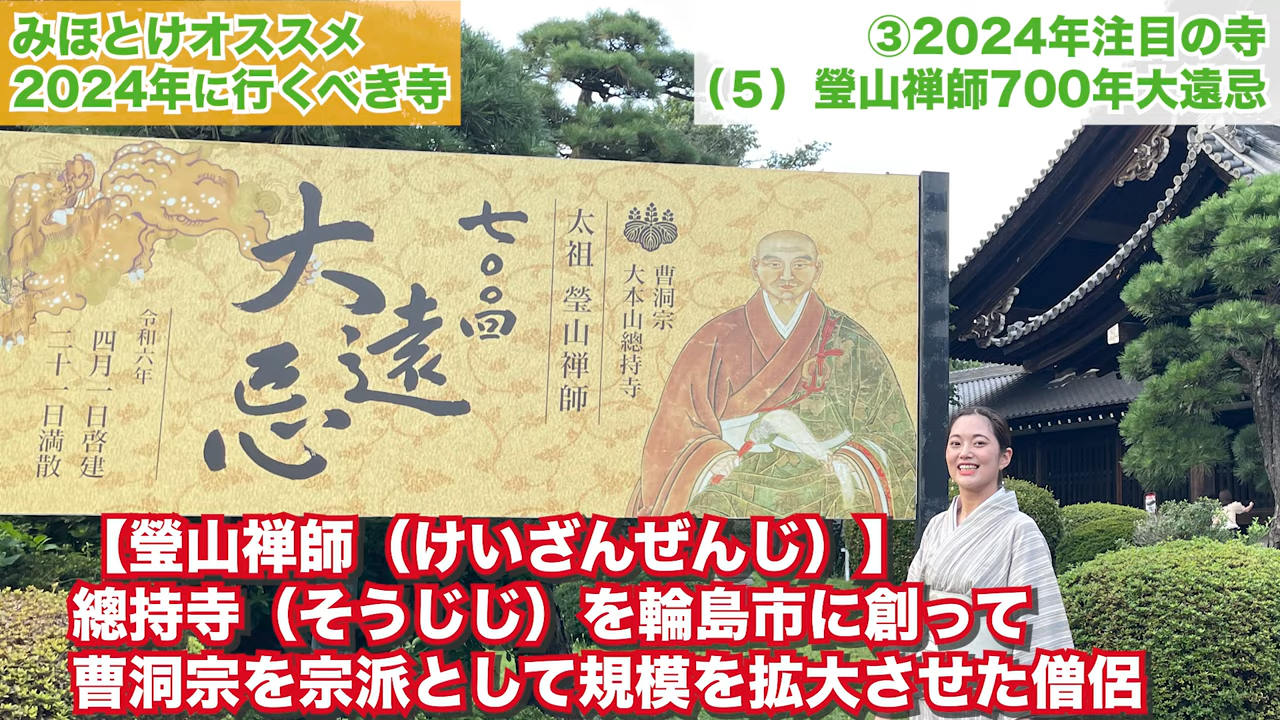 みほとけオススメ
2024年に行くべき寺
③2024年注目の寺
（5）瑩山禅師700年大遠忌
曹洞宗
大本山總持寺
太祖 瑩山禅師
七〇〇回
大遠忌
令和六年
四月一日啓建
二十一日満散
【瑩山禅師（けいざんぜんじ）】
總持寺（そうじじ）を輪島市に創って
曹洞宗を宗派として規模を拡大させた僧侶